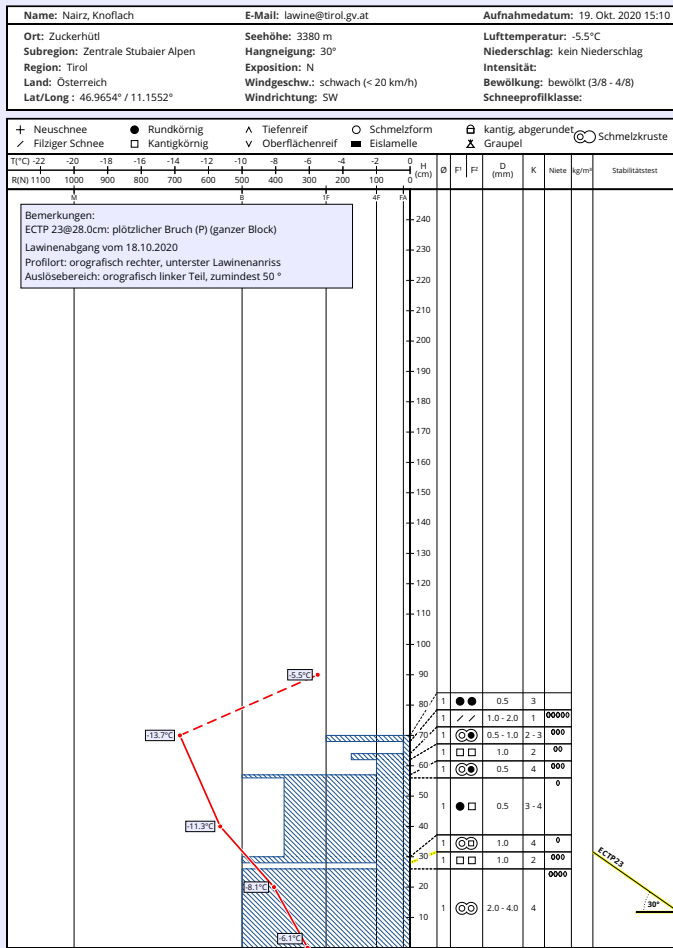 Name: Nairz, Knoflach E-Mail: lawine@tirol.gv.at Aufnahmedatum: 19. Okt. 2020 15:10
Ort: Zuckerhütl Seehöhe: 3380 m Lufttemperatur: -5.5°C
Subregion: Zentrale Stubaier Alpen Hangneigung: 30° Niederschlag: kein Niederschlag
Region: Tirol Exposition: N Intensität:
Land: Österreich Windgeschw.: schwach (< 20 km/h) Bewölkung: bewölkt (3/8 - 4/8)
Lat/Long : 46.9654° / 11.1552° Windrichtung: SW Schneeprofilklasse:
+ Neuschnee ● Rundkörnig ∧ Tiefenreif ○ Schmelzform kantig, abgerundet Schmelzkruste
/ Filziger Schnee □ Kantigkörnig ∨ Oberflächenreif ■ Eislamelle Graupel
T(°C) -22 -20 -18 -16 -14 -12 -10 -8 -6 -4 -2 0 H (cm) Ø F¹ F² D (mm) K Niete kg/m³ Stabilitätstest
R(N) 1100 1000 900 800 700 600 500 400 300 200 100 0
M B 1F 4F FA
Bemerkungen:
ECTP 23@28.0cm: plötzlicher Bruch (P) (ganzer Block)
Lawinenabgang vom 18.10.2020
Profilort: orografisch rechter, unterster Lawinenanriss
Auslösebereich: orografisch linker Teil, zumindest 50 °
240
230
220
210
200
190
180
170
160
150
140
130
120
110
100
-5.5°C 90
80 1 ●● 0.5 3
1 / / 1.0 - 2.0 1 00000
-13.7°C 70 1 0.5 - 1.0 2 - 3 000
1 □ □ 1.0 2 00
60 1 0.5 4 000
0
50
1 ● □ 0.5 3 - 4
-11.3°C 40
1 1.0 4 0
30 1 □ □ 1.0 2 000
ECTP23
0000
-8.1°C 20
1 2.0 - 4.0 4
30°
10
-6.1°C